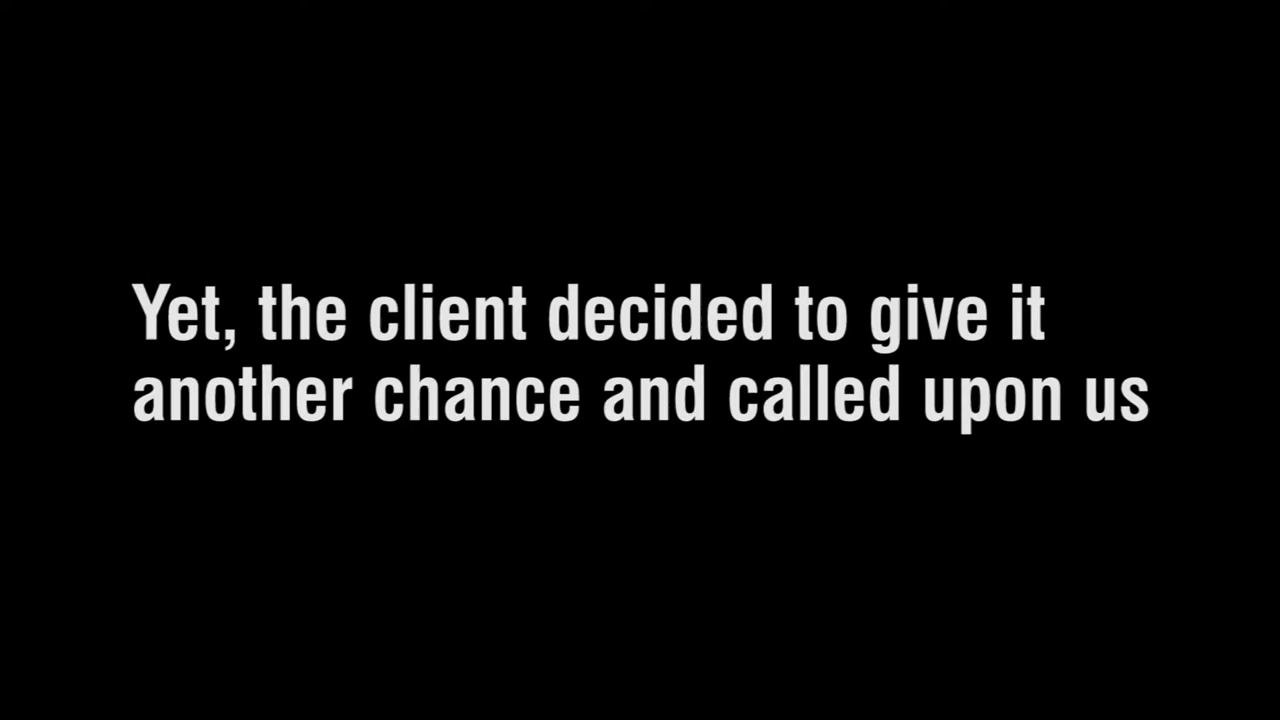 Yet, the client decided to give it
another chance and called upon us